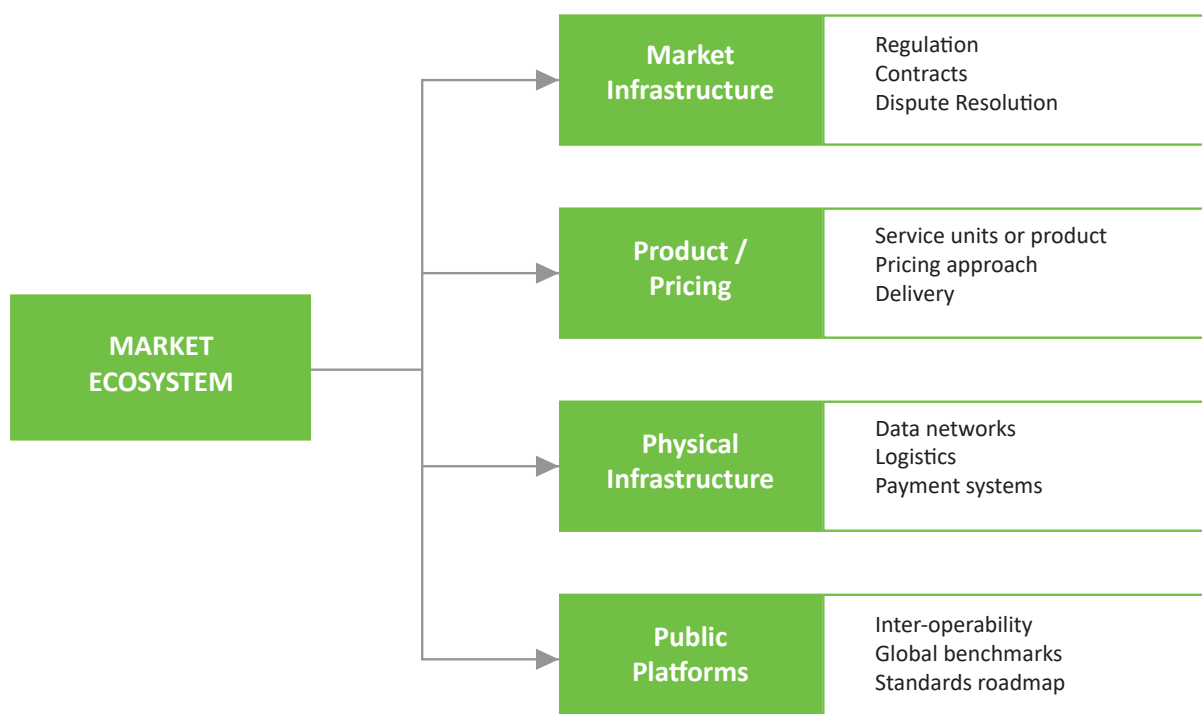 MARKET
ECOSYSTEM
Market
Infrastructure
Regulation
Contracts
Dispute Resolution
Product /
Pricing
Service units or product
Pricing approach
Delivery
Physical
Infrastructure
Data networks
Logistics
Payment systems
Public
Platforms
Inter-operability
Global benchmarks
Standards roadmap